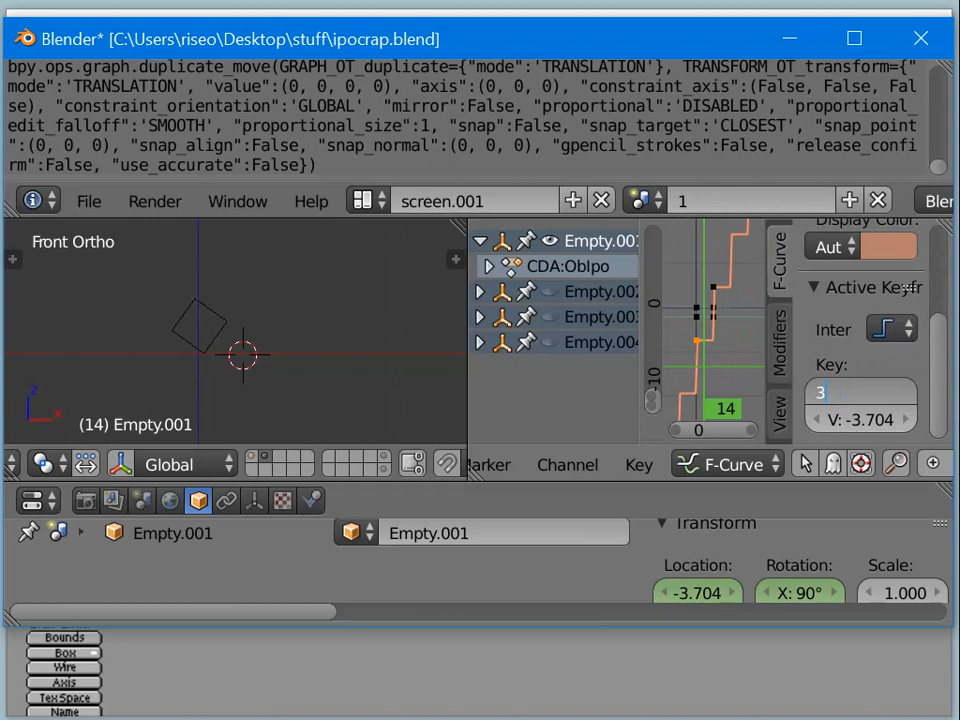 Blender* [C:\Users\riseo\Desktop\stuff\ipocrap.blend]
bpy.ops.graph.duplicate_move(GRAPH_OT_duplicate={"mode":'TRANSLATION'}, TRANSFORM_OT_transform={"
mode":'TRANSLATION', "value":(0, 0, 0, 0), "axis":(0, 0, 0), "constraint_axis":(False, False, Fal
se), "constraint_orientation":'GLOBAL', "mirror":False, "proportional":'DISABLED', "proportional_
edit_falloff":'SMOOTH', "proportional_size":1, "snap":False, "snap_target":'CLOSEST', "snap_point
":(0, 0, 0), "snap_align":False, "snap_normal":(0, 0, 0), "gpencil_strokes":False, "release_confi
rm":False, "use_accurate":False})
File Render Window Help screen.001 1 Blen
Front Ortho
z
x
(14) Empty.001
Global
Empty.001
CDA:ObIpo
Empty.002
Empty.003
Empty.004
0
-10
14
0
F-Curve
Modifiers
View
Display Color:
Aut
Active Keyfr
Inter
Key:
3
V: -3.704
Marker Channel Key F-Curve
Empty.001
Empty.001
Transform
Location: Rotation: Scale:
-3.704 X: 90° 1.000
Bounds
Box
Wire
Axis
TexSpace
Name